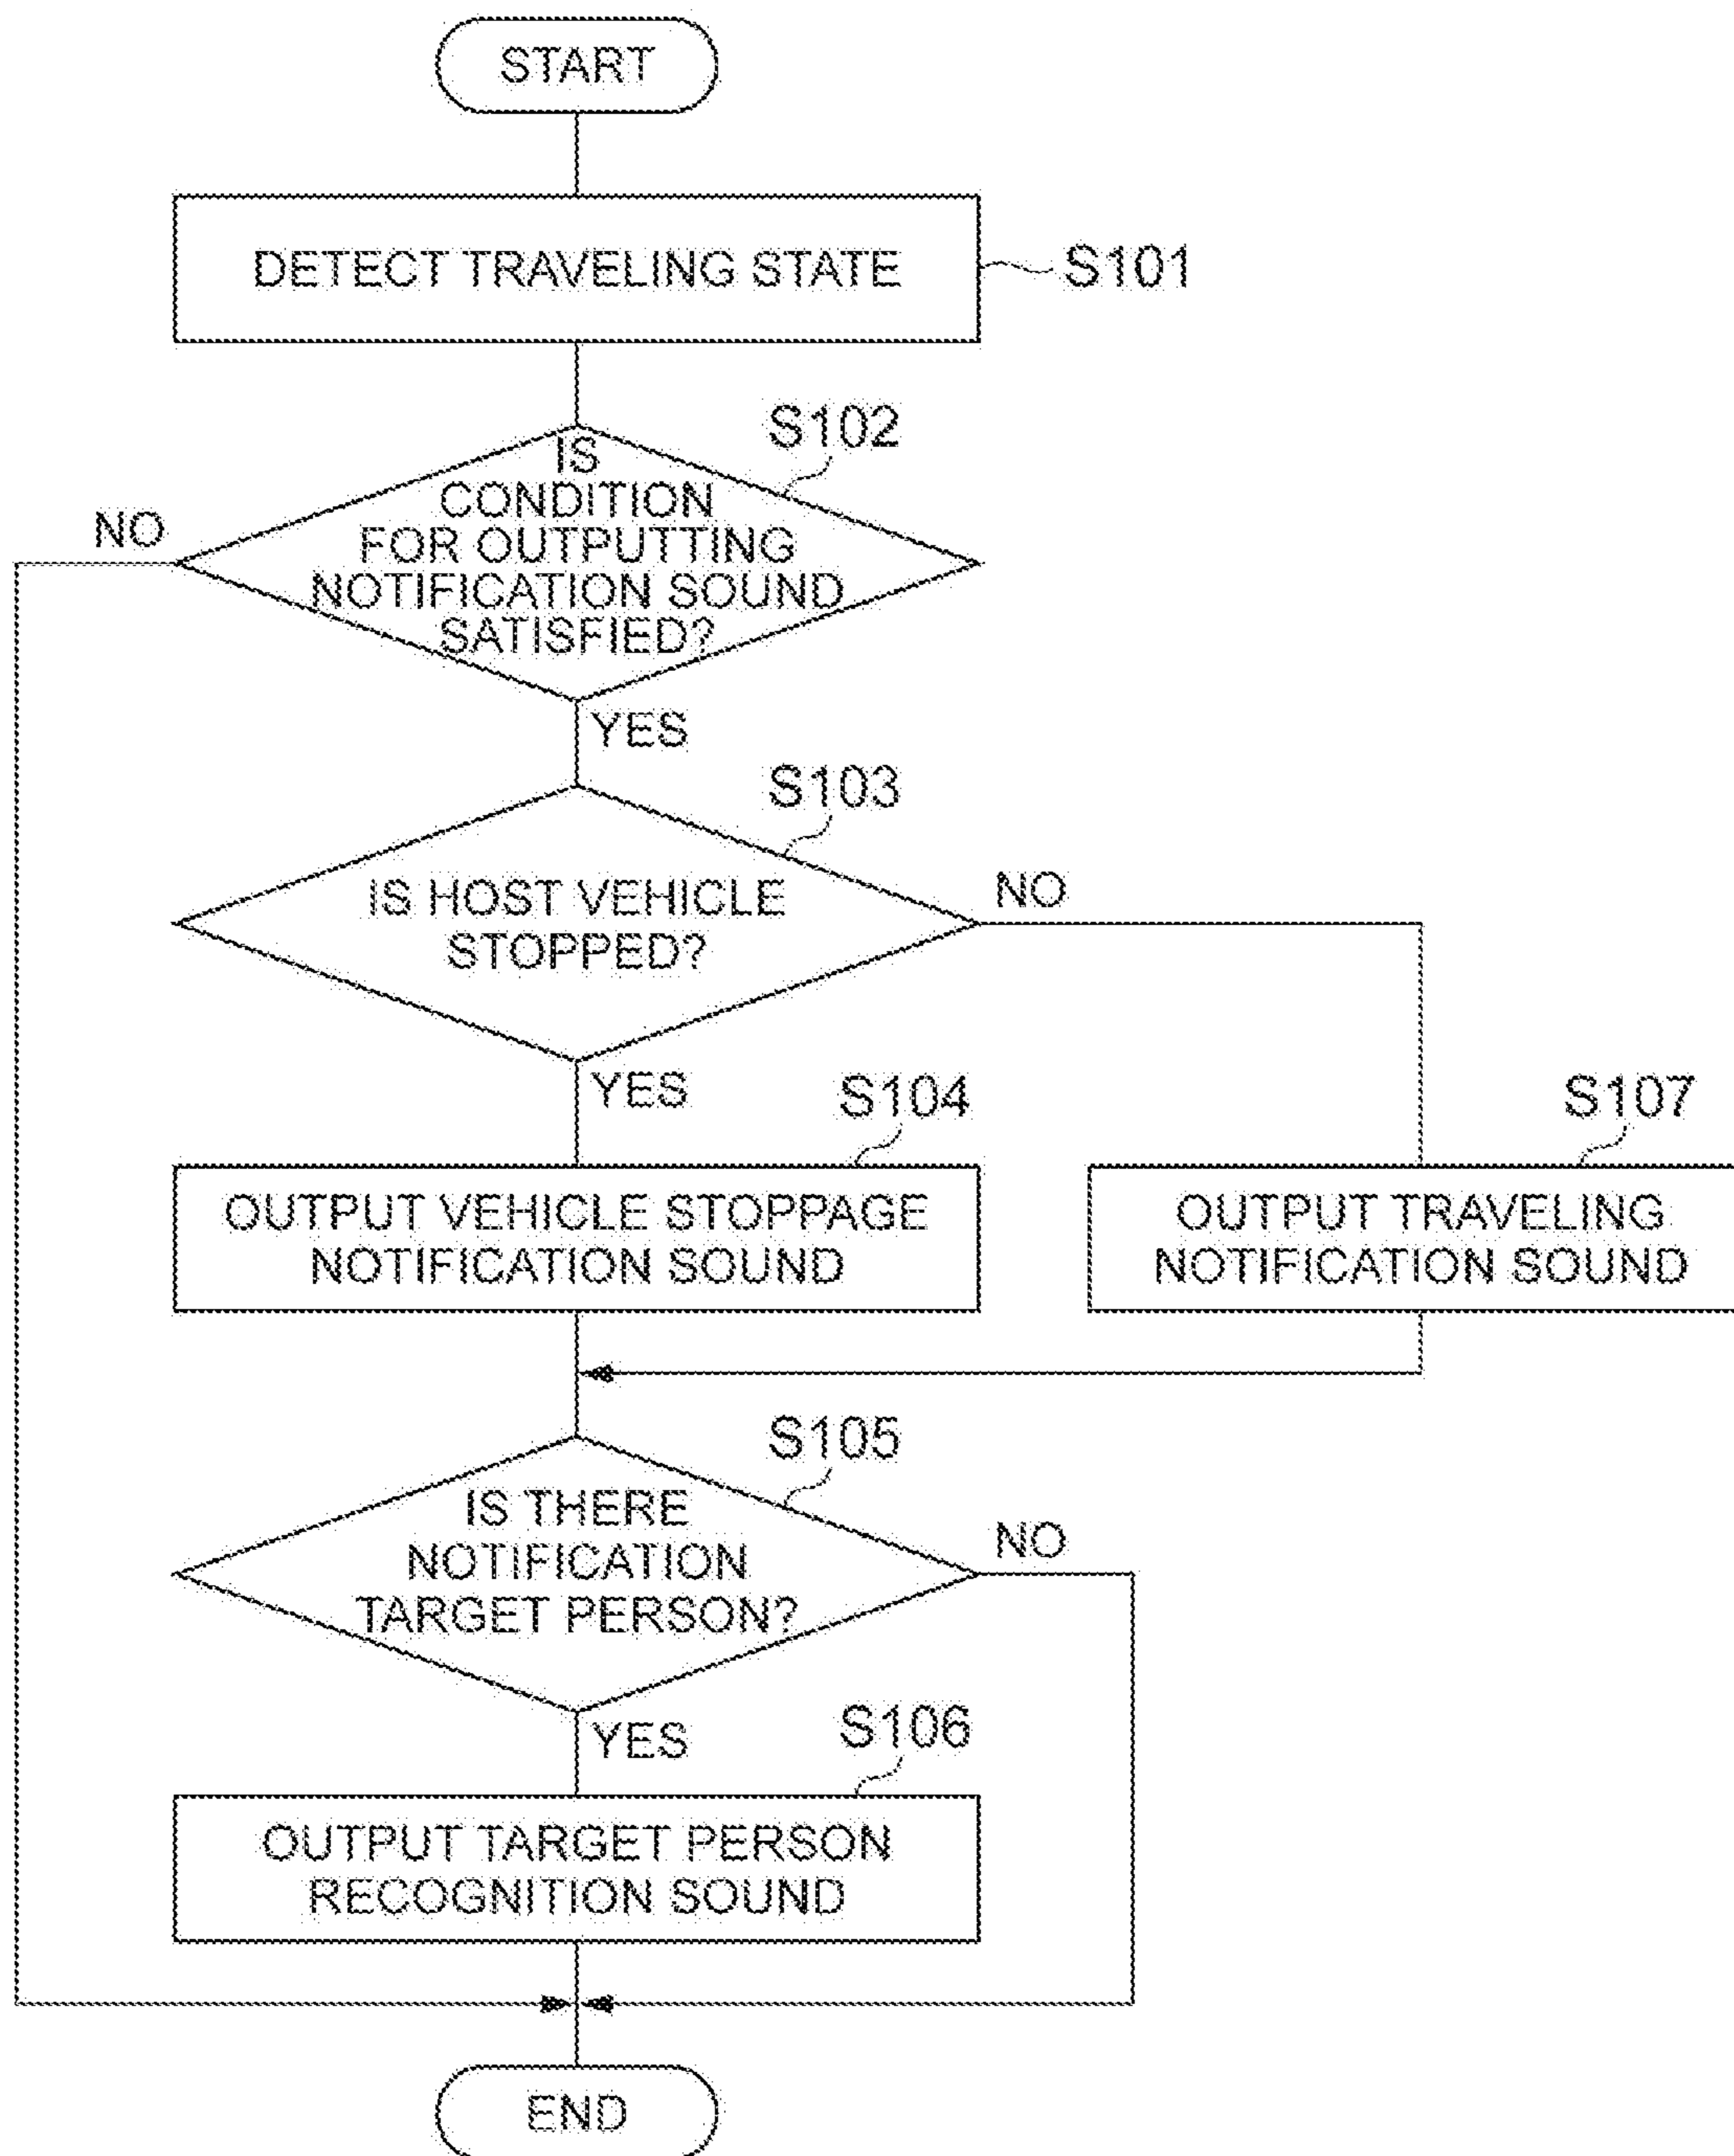 START
DETECT TRAVELING STATE
S101
S102
IS
CONDITION
FOR OUTPUTTING
NOTIFICATION SOUND
SATISFIED?
NO
YES
S103
IS HOST VEHICLE
STOPPED?
NO
YES
S104
OUTPUT VEHICLE STOPPAGE
NOTIFICATION SOUND
S107
OUTPUT TRAVELING
NOTIFICATION SOUND
S105
IS THERE
NOTIFICATION
TARGET PERSON?
NO
YES
S106
OUTPUT TARGET PERSON
RECOGNITION SOUND
END